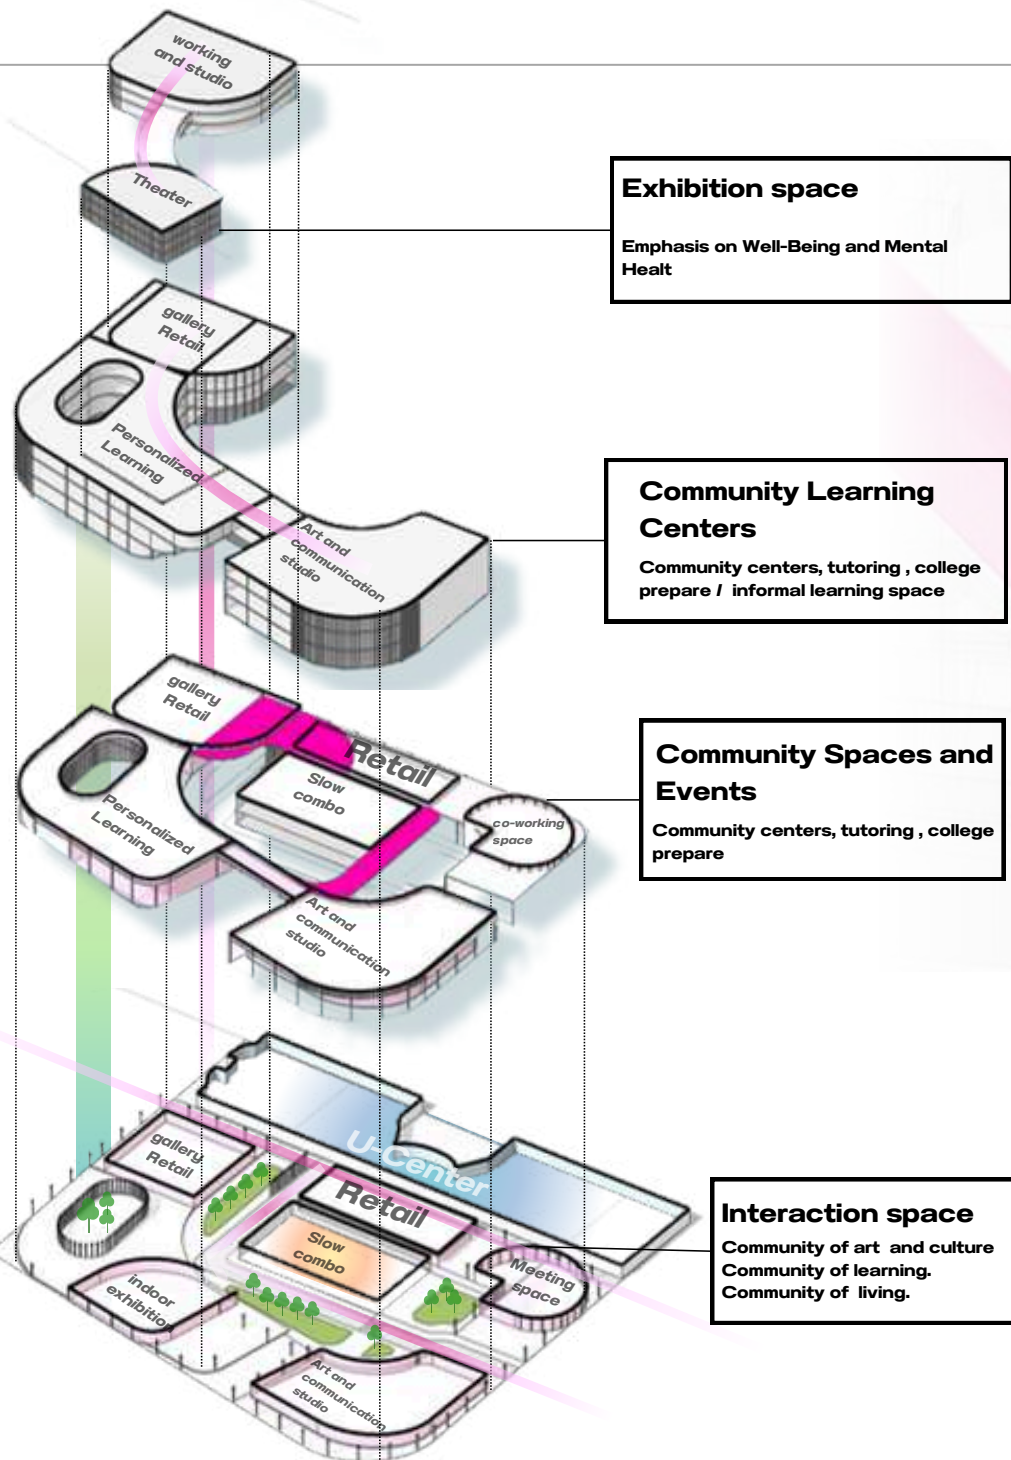 working
and studio
Theater
Exhibition space
Emphasis on Well-Being and Mental
Healt
gallery
Retail
Personalized
Learning
Art and
communication
studio
Community Learning
Centers
Community centers, tutoring , college
prepare / informal learning space
gallery
Retail
Retail
Slow
combo
Personalized
Learning
co-working
space
Art and
communication
studio
Community Spaces and
Events
Community centers, tutoring , college
prepare
U-Center
gallery
Retail
Retail
Slow
combo
Meeting
space
indoor
exhibition
Art and
communication
studio
Interaction space
Community of art and culture
Community of learning.
Community of living.